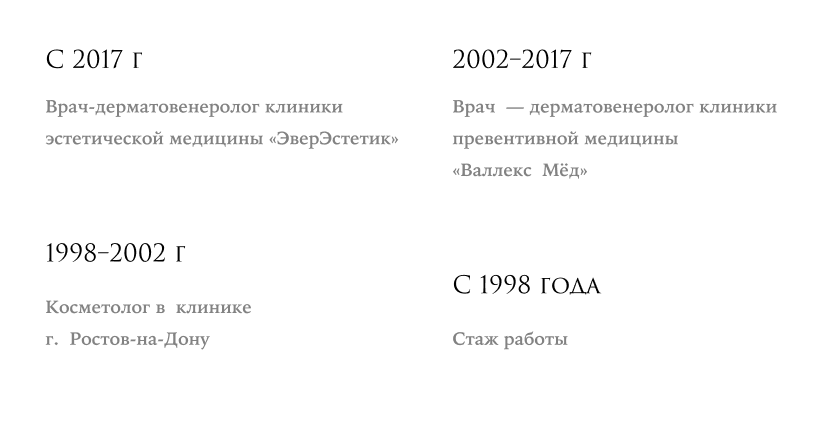 С 2017 г
Врач-дерматовенеролог клиники
эстетической медицины «ЭверЭстетик»
2002–2017 г
Врач — дерматовенеролог клиники
превентивной медицины
«Валлекс Мёд»
1998–2002 г
Косметолог в клинике
г. Ростов-на-Дону
С 1998 года
Стаж работы